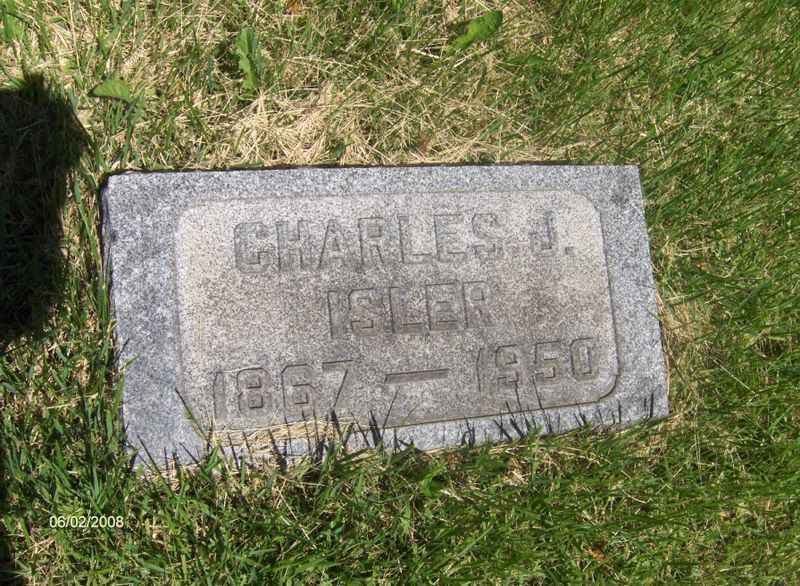 CHARLES J.
ISLER
1867 — 1950
06/02/2008